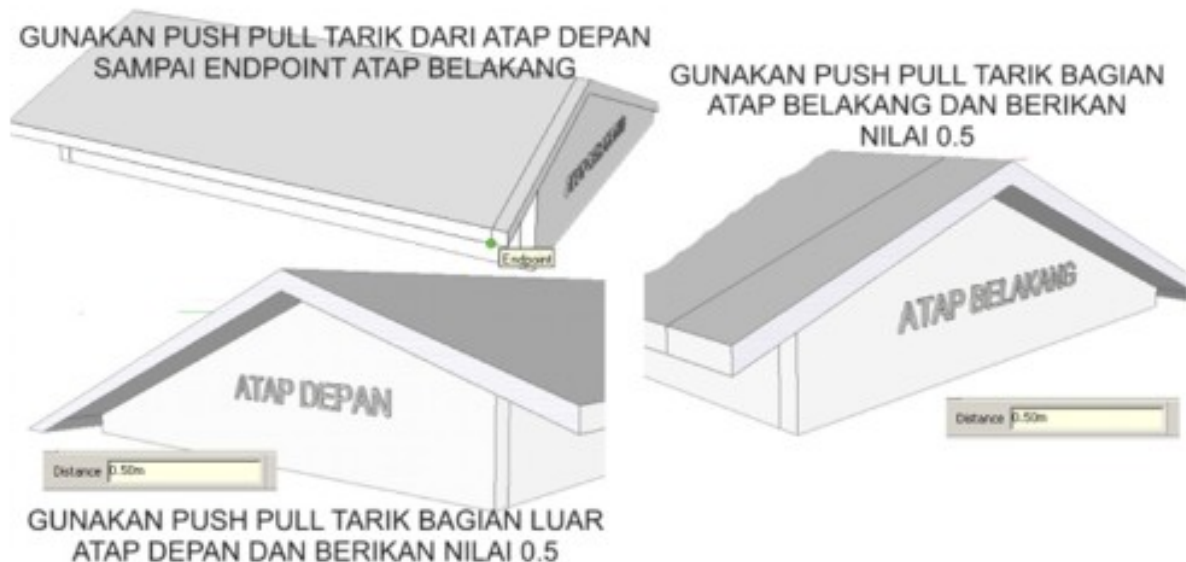 GUNAKAN PUSH PULL TARIK DARI ATAP DEPAN
SAMPAI ENDPOINT ATAP BELAKANG
Endpoint
GUNAKAN PUSH PULL TARIK BAGIAN
ATAP BELAKANG DAN BERIKAN
NILAI 0.5
ATAP BELAKANG
Distance 0.50m
ATAP DEPAN
Distance 0.50m
GUNAKAN PUSH PULL TARIK BAGIAN LUAR
ATAP DEPAN DAN BERIKAN NILAI 0.5